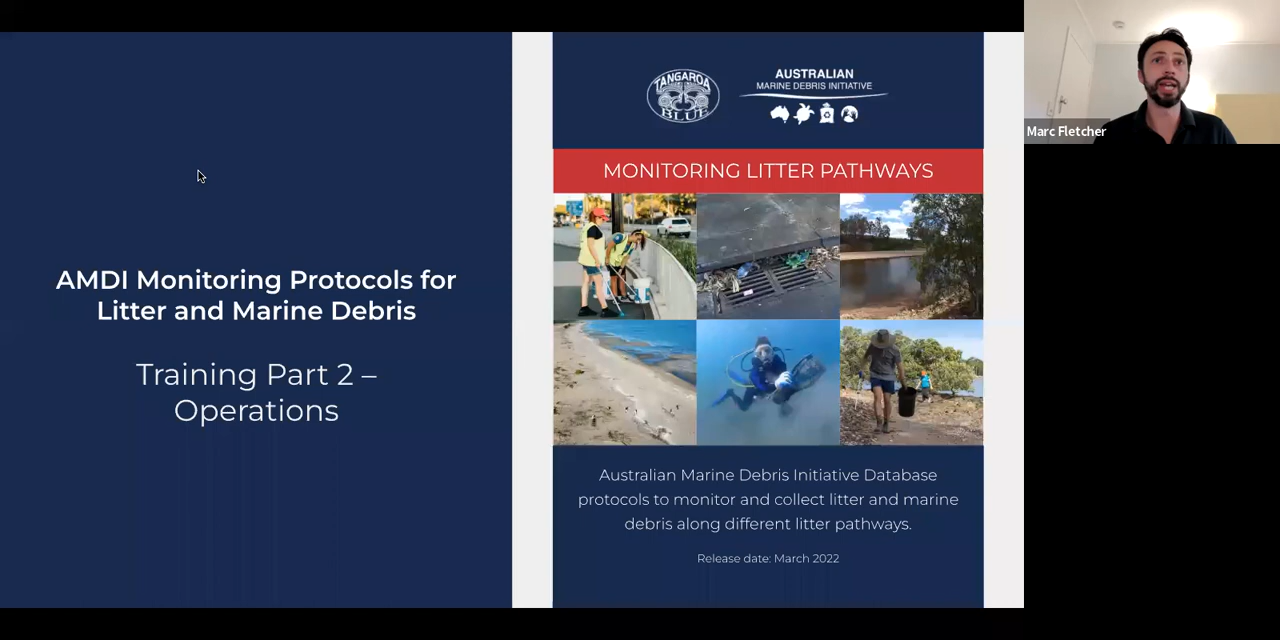 AMDI Monitoring Protocols for
Litter and Marine Debris
Training Part 2 –
Operations
TANGAROA
BLUE
AUSTRALIAN
MARINE DEBRIS INITIATIVE
MONITORING LITTER PATHWAYS
Australian Marine Debris Initiative Database
protocols to monitor and collect litter and marine
debris along different litter pathways.
Release date: March 2022
Marc Fletcher